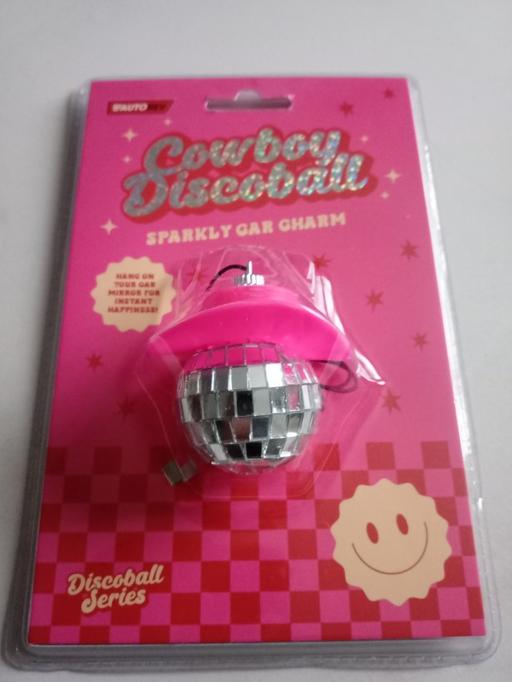 Cowboy
Discoball
SPARKLY CAR CHARM
HANG ON
YOUR CAR
MIRROR FOR
INSTANT
HAPPINESS!
Discoball
Series